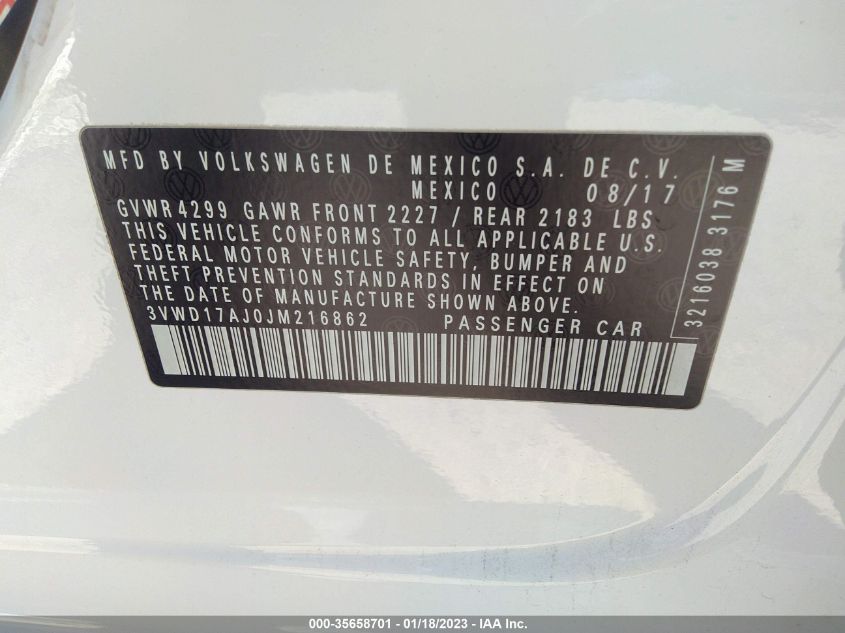 MFD BY VOLKSWAGEN DE MEXICO S.A. DE C.V.
MEXICO 08/17
GVWR 4299 GAWR FRONT 2227 / REAR 2183 LBS
THIS VEHICLE CONFORMS TO ALL APPLICABLE U.S.
FEDERAL MOTOR VEHICLE SAFETY, BUMPER AND
THEFT PREVENTION STANDARDS IN EFFECT ON
THE DATE OF MANUFACTURE SHOWN ABOVE.
3VWD17AJ0JM216862 PASSENGER CAR
3216038 3176 M
000-35658701 - 01/18/2023 - IAA Inc.